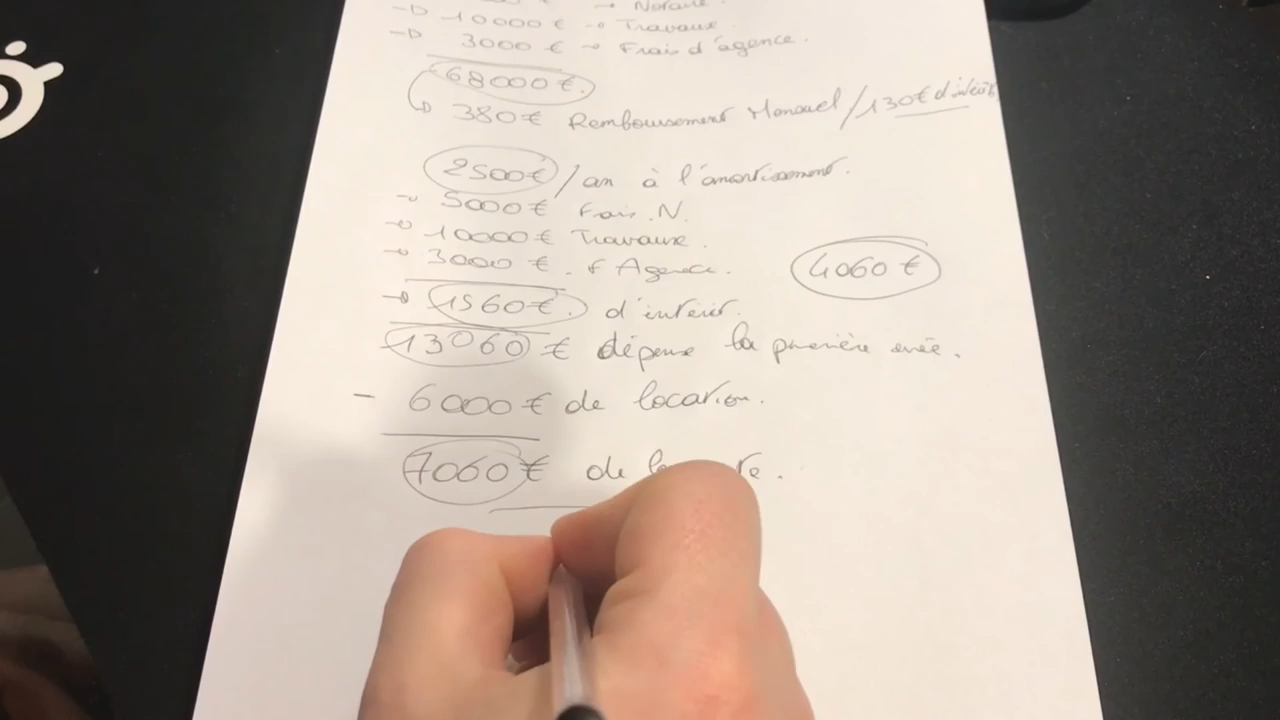 → Notaire
→ 10000 € → Travaux.
→ 3000 € → Frais d'agence.
68000 €.
↳ 380 € Remboursement Mensuel / 130 € d'intérêt
2500 € / an à l'amortissement.
→ 5000 € Frais. N.
→ 10000 € Travaux.
→ 3000 €. F Agence.
4060 €
→ 1560 €. d'intérêt.
13060 € dépense la première année.
- 6000 € de location.
7060 € de